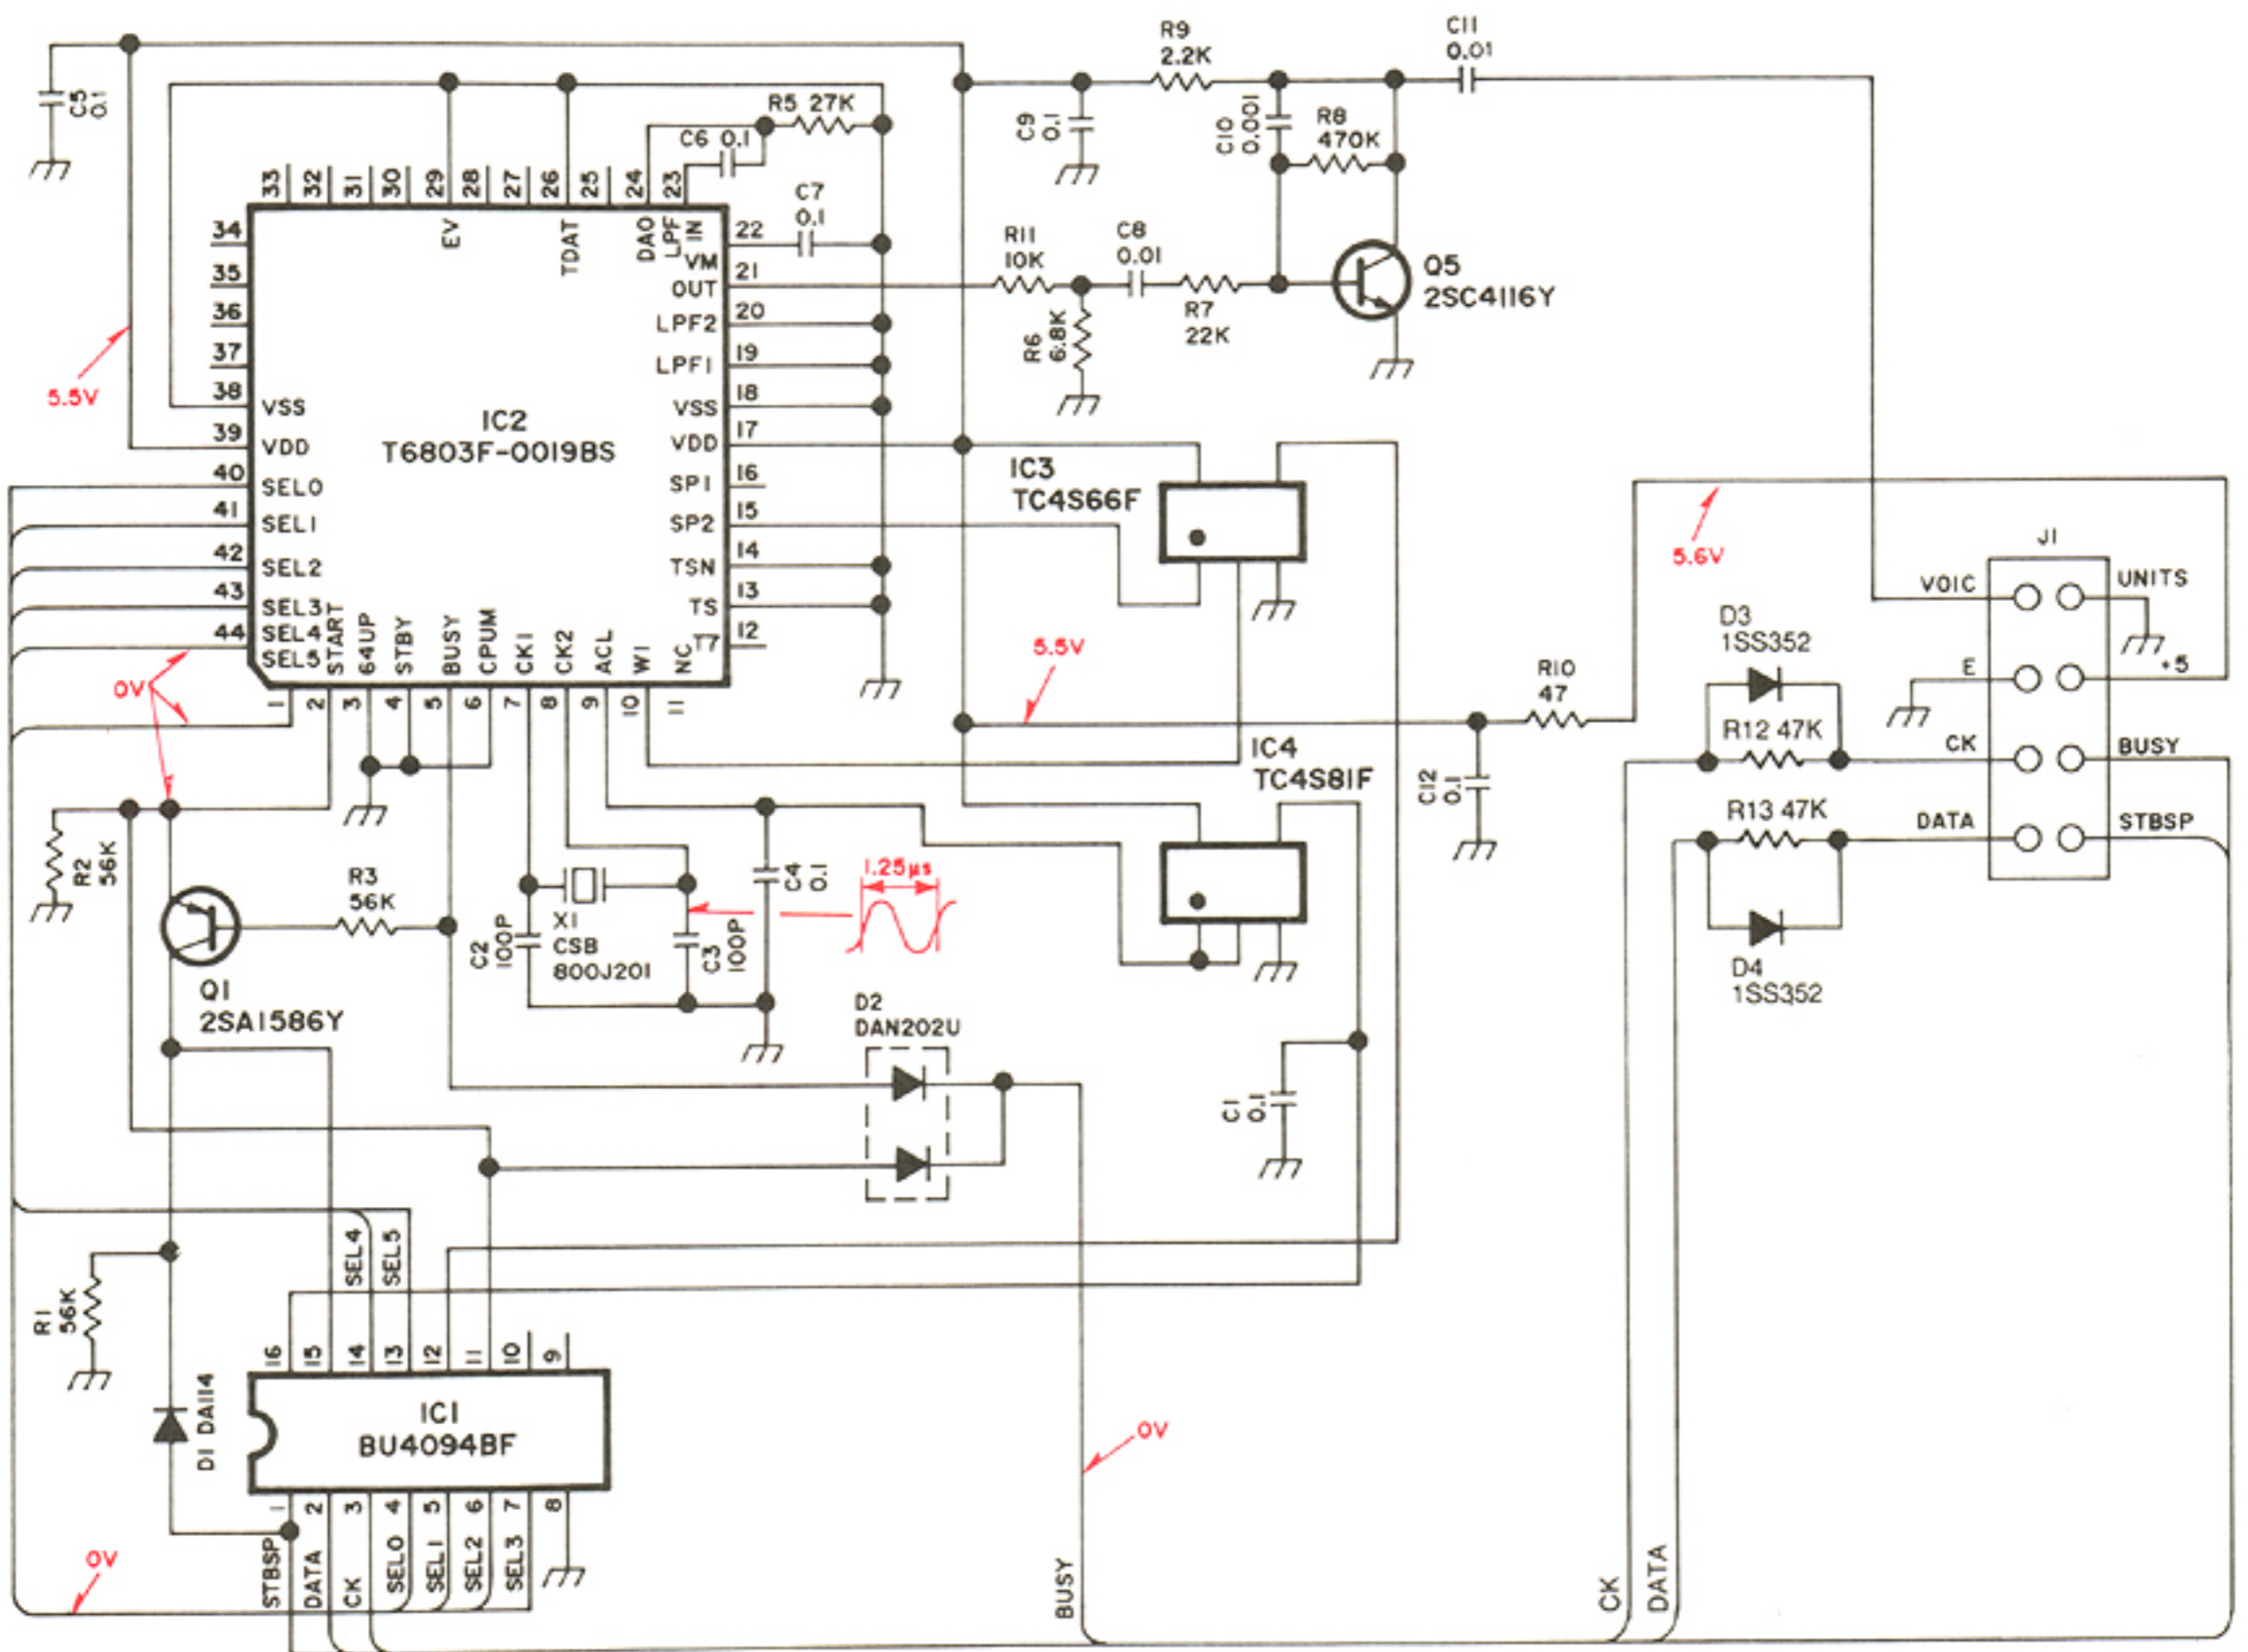 R9
2.2K
C11
0.01
C5
0.1
R5 27K
C6 0.1
C9
0.1
C10
0.001
R8
470K
33
32
31
30
29
28
27
26
25
24
23
C7
0.1
34
35
36
37
38
39
40
41
42
43
44
EV
TDAT
DAO
LPF
IN
22
VM
21
OUT
20
LPF2
19
LPF1
18
VSS
17
VDD
16
SP1
15
SP2
14
TSN
13
TS
12
T7
VSS
VDD
SEL0
SEL1
SEL2
SEL3
SEL4
SEL5
IC2
T6803F-0019BS
START
64UP
STBY
BUSY
CPUM
CK1
CK2
ACL
W1
NC
1
2
3
4
5
6
7
8
9
10
11
R11
10K
C8
0.01
R6
6.8K
R7
22K
Q5
2SC4116Y
5.5V
IC3
TC4S66F
5.6V
J1
VOIC
UNITS
E
+5
CK
BUSY
DATA
STBSP
D3
1SS352
R12 47K
R13 47K
D4
1SS352
0V
5.5V
R10
47
C12
0.1
IC4
TC4S81F
R2
56K
R3
56K
C2
100P
X1
CSB
800J201
C3
100P
C4
0.1
1.25µs
Q1
2SA1586Y
D2
DAN202U
C1
0.1
SEL4
SEL5
R1
56K
D1 DA114
16
15
14
13
12
11
10
9
IC1
BU4094BF
1
2
3
4
5
6
7
8
STBSP
DATA
CK
SEL0
SEL1
SEL2
SEL3
0V
0V
BUSY
CK
DATA